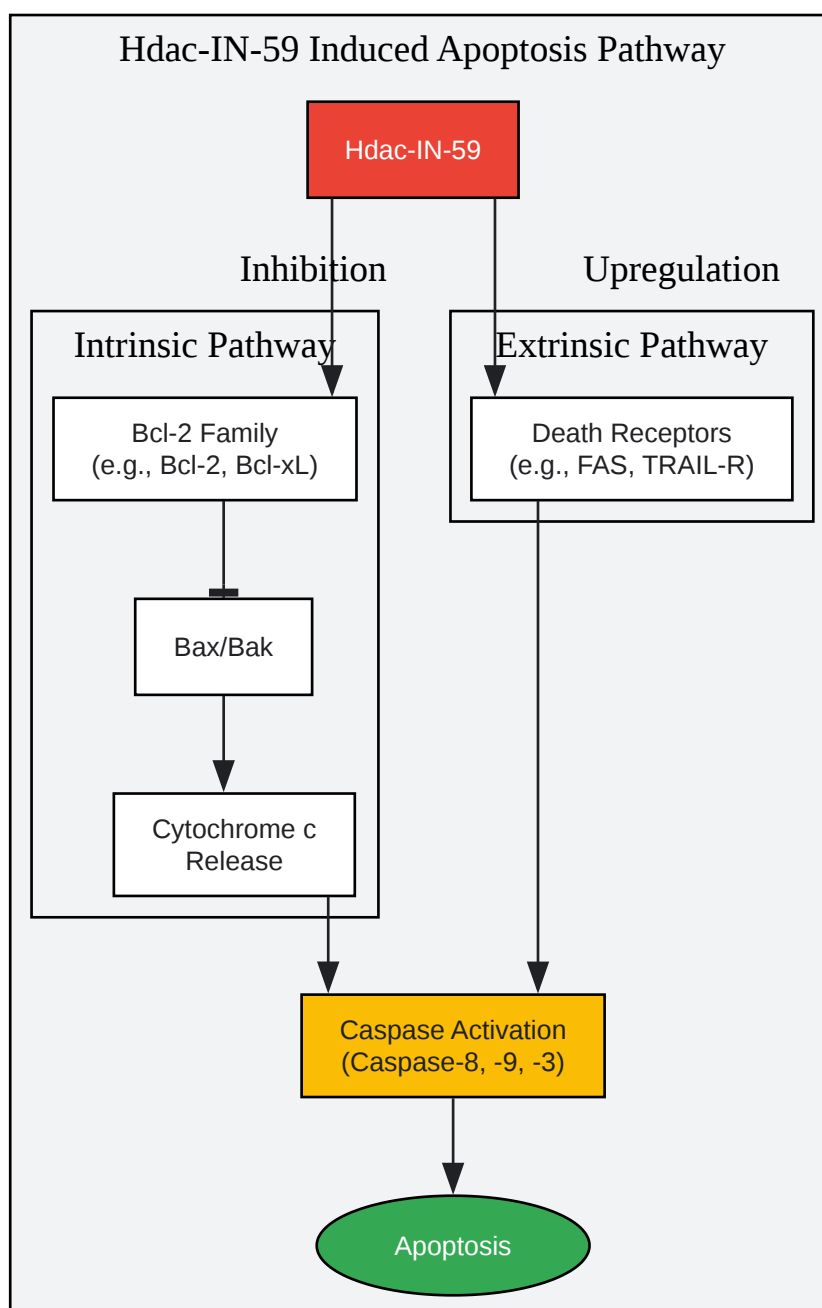 Hdac-IN-59 Induced Apoptosis Pathway
Hdac-IN-59
Inhibition
Upregulation
Intrinsic Pathway
Extrinsic Pathway
Bcl-2 Family
(e.g., Bcl-2, Bcl-xL)
Death Receptors
(e.g., FAS, TRAIL-R)
Bax/Bak
Cytochrome c
Release
Caspase Activation
(Caspase-8, -9, -3)
Apoptosis